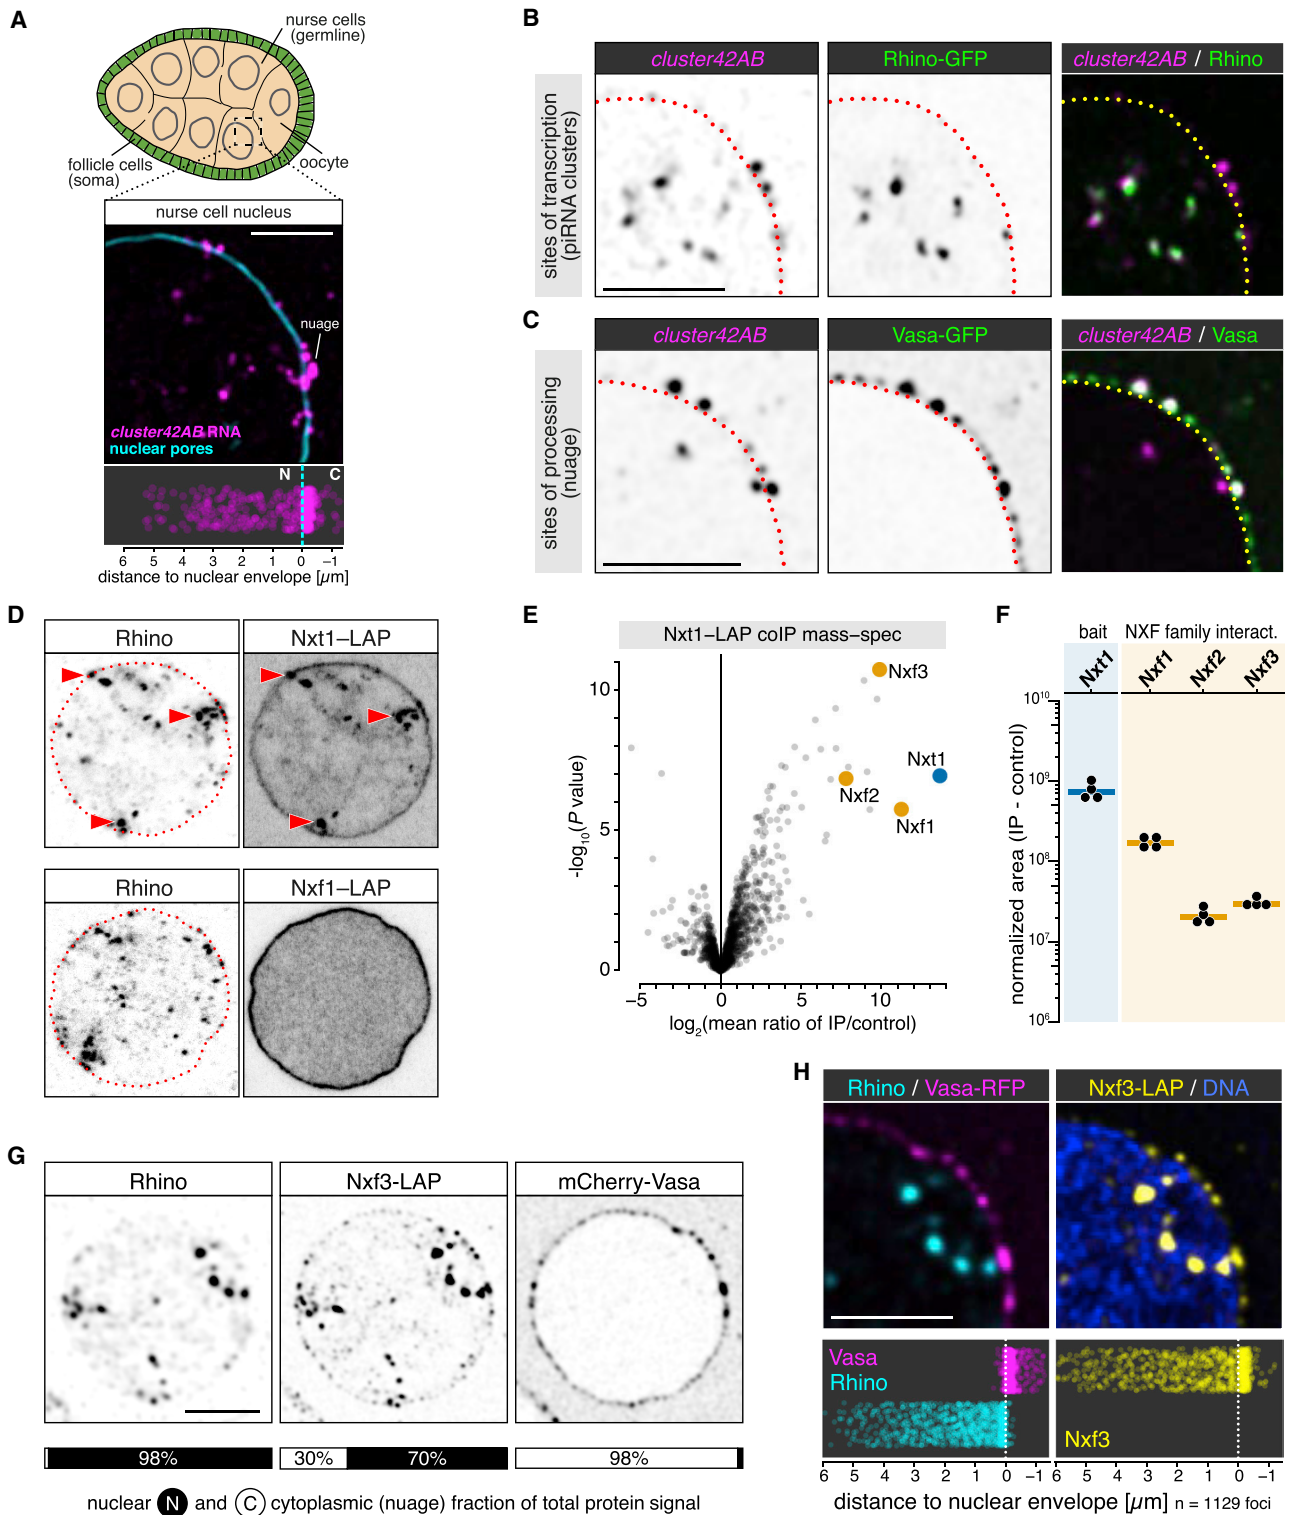 A
nurse cells
(germline)
follicle cells
(soma)
oocyte
nurse cell nucleus
nuage
cluster42AB RNA
nuclear pores
N
C
6 5 4 3 2 1 0 −1
distance to nuclear envelope [µm]
B
sites of transcription
(piRNA clusters)
cluster42AB
Rhino-GFP
cluster42AB / Rhino
C
sites of processing
(nuage)
cluster42AB
Vasa-GFP
cluster42AB / Vasa
D
Rhino
Nxt1–LAP
Rhino
Nxf1–LAP
E
Nxt1–LAP coIP mass–spec
-log10(P value)
10
5
0
Nxf3
Nxt1
Nxf2
Nxf1
−5 0 5 10
log2(mean ratio of IP/control)
F
bait
NXF family interact.
Nxt1
Nxf1
Nxf2
Nxf3
normalized area (IP - control)
10^10
10^9
10^8
10^7
10^6
G
Rhino
Nxf3-LAP
mCherry-Vasa
98%
30%
70%
98%
nuclear N and C cytoplasmic (nuage) fraction of total protein signal
H
Rhino / Vasa-RFP
Nxf3-LAP / DNA
Vasa
Rhino
Nxf3
6 5 4 3 2 1 0 −1
6 5 4 3 2 1 0 −1
distance to nuclear envelope [µm] n = 1129 foci